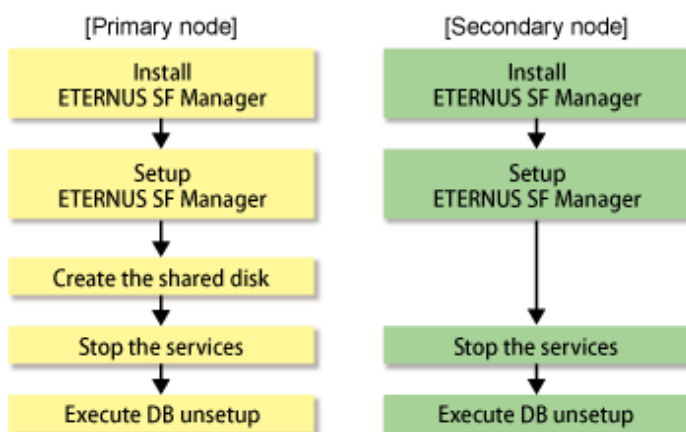 [Primary node]
Install
ETERNUS SF Manager
Setup
ETERNUS SF Manager
Create the shared disk
Stop the services
Execute DB unsetup
[Secondary node]
Install
ETERNUS SF Manager
Setup
ETERNUS SF Manager
Stop the services
Execute DB unsetup